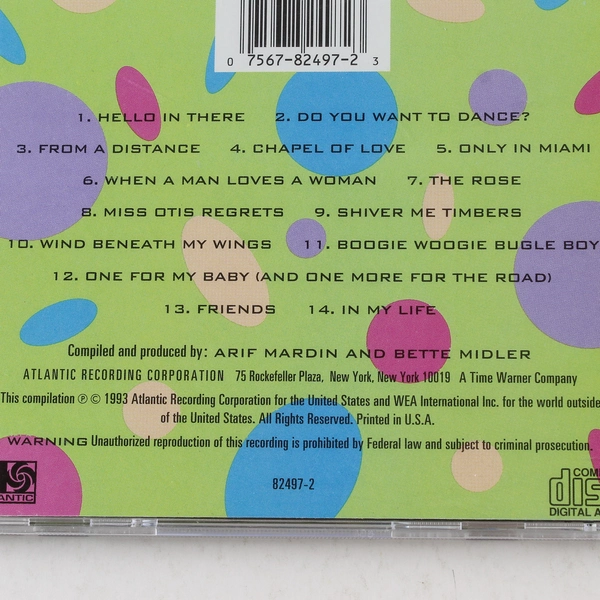 0 7567-82497-2 3
1. HELLO IN THERE 2. DO YOU WANT TO DANCE?
3. FROM A DISTANCE 4. CHAPEL OF LOVE 5. ONLY IN MIAMI
6. WHEN A MAN LOVES A WOMAN 7. THE ROSE
8. MISS OTIS REGRETS 9. SHIVER ME TIMBERS
10. WIND BENEATH MY WINGS 11. BOOGIE WOOGIE BUGLE BOY
12. ONE FOR MY BABY (AND ONE MORE FOR THE ROAD)
13. FRIENDS 14. IN MY LIFE
Compiled and produced by: ARIF MARDIN AND BETTE MIDLER
ATLANTIC RECORDING CORPORATION 75 Rockefeller Plaza, New York, New York 10019 A Time Warner Company
This compilation ℗ © 1993 Atlantic Recording Corporation for the United States and WEA International Inc. for the world outside
of the United States. All Rights Reserved. Printed in U.S.A.
WARNING Unauthorized reproduction of this recording is prohibited by Federal law and subject to criminal prosecution.
82497-2
ANTIC
COM
dis
DIGITAL A